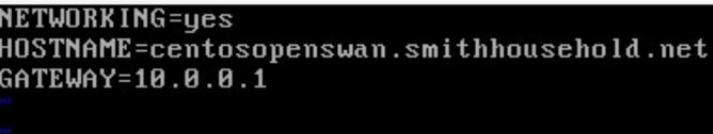 NETWORKING=yes
HOSTNAME=centosopenswan.smithhousehold.net
GATEWAY=10.0.0.1
~
~